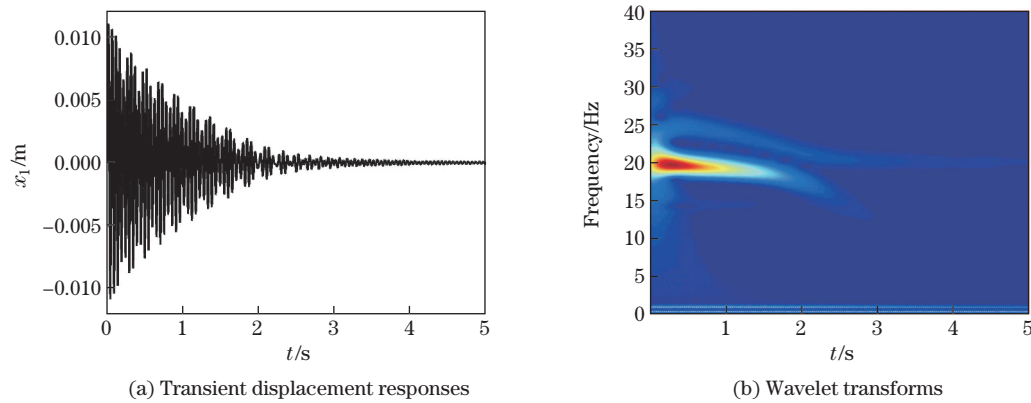 0.010
0.005
0.000
−0.005
−0.010
x1/m
0 1 2 3 4 5
t/s
(a) Transient displacement responses
40
35
30
25
20
15
10
5
0
Frequency/Hz
1 2 3 4 5
t/s
(b) Wavelet transforms